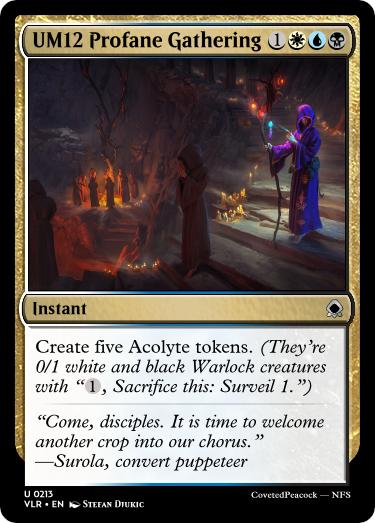 UM12 Profane Gathering 1
Instant
Create five Acolyte tokens. (They’re
0/1 white and black Warlock creatures
with “1, Sacrifice this: Surveil 1.”)
“Come, disciples. It is time to welcome
another crop into our chorus.”
—Surola, convert puppeteer
U 0213
VLR • EN Stefan Djukic
CovetedPeacock — NFS